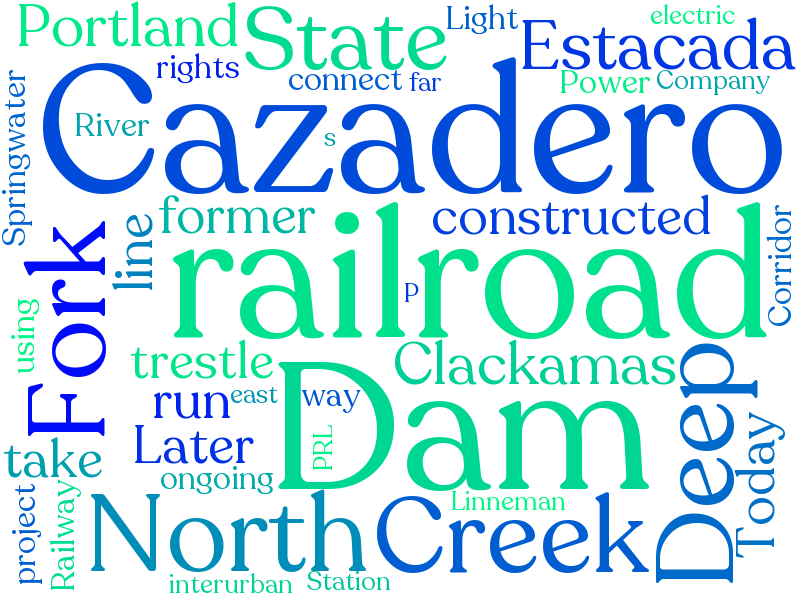 Portland
State
Light
electric
Estacada
rights
connect
far
Power
Company
Cazadero
River
s
Springwater
former
constructed
line
Fork
railroad
P
Corridor
using
trestle
Clackamas
run
east
way
Deep
Later
Dam
PRL
take
ongoing
Today
project
Railway
North
Creek
Linneman
interurban
Station